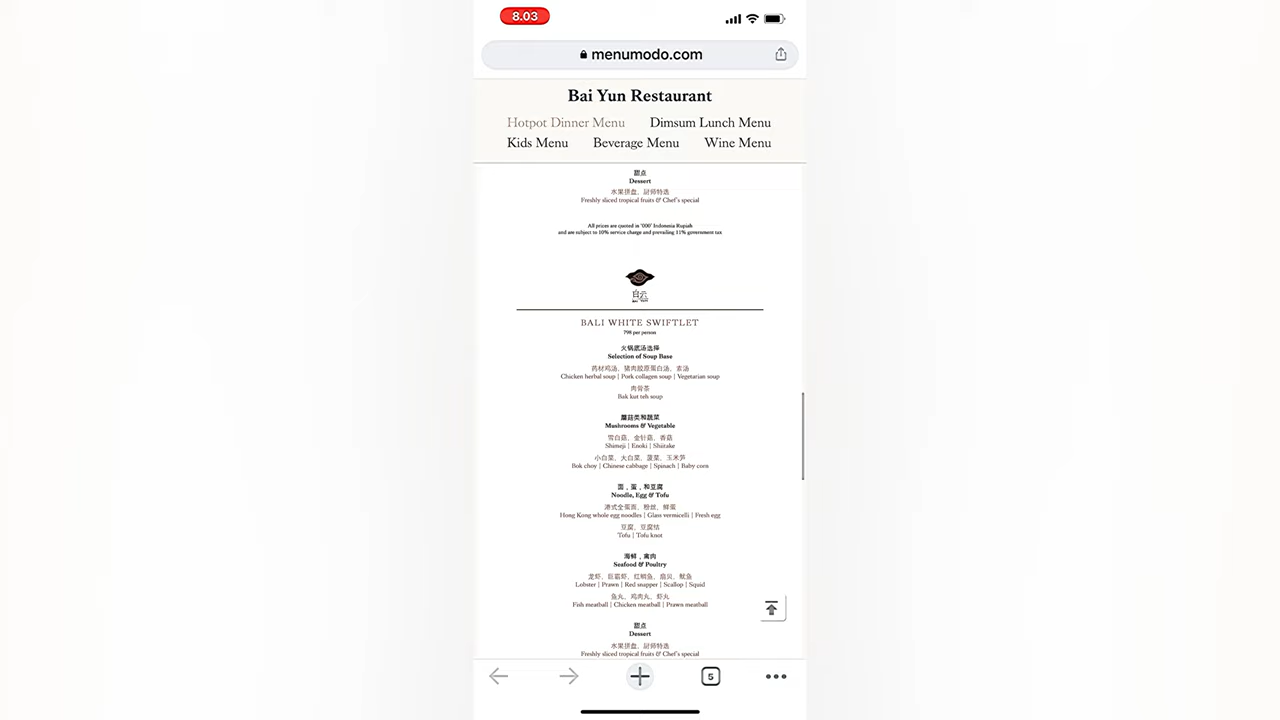 8.03
menumodo.com
Bai Yun Restaurant
Hotpot Dinner Menu Dimsum Lunch Menu
Kids Menu Beverage Menu Wine Menu
甜点
Dessert
水果拼盘、厨师特选
Freshly sliced tropical fruits & Chef's special
All prices are quoted in '000' Indonesia Rupiah
and are subject to 10% service charge and prevailing 11% government tax
白云
BALI WHITE SWIFTLET
798 per person
火锅底汤选择
Selection of Soup Base
药材鸡汤、猪肉胶原蛋白汤、素汤
Chicken herbal soup | Pork collagen soup | Vegetarian soup
肉骨茶
Bak kut teh soup
蘑菇类和蔬菜
Mushrooms & Vegetable
雪白菇、金针菇、香菇
Shimeji | Enoki | Shiitake
小白菜、大白菜、菠菜、玉米笋
Bok choy | Chinese cabbage | Spinach | Baby corn
面，蛋，和豆腐
Noodle, Egg & Tofu
港式全蛋面、粉丝、鲜蛋
Hong Kong whole egg noodles | Glass vermicelli | Fresh egg
豆腐、豆腐结
Tofu | Tofu knot
海鲜，禽肉
Seafood & Poultry
龙虾、巨霸虾、红鲷鱼、扇贝、鱿鱼
Lobster | Prawn | Red snapper | Scallop | Squid
鱼丸、鸡肉丸、虾丸
Fish meatball | Chicken meatball | Prawn meatball
甜点
Dessert
水果拼盘、厨师特选
Freshly sliced tropical fruits & Chef's special
5